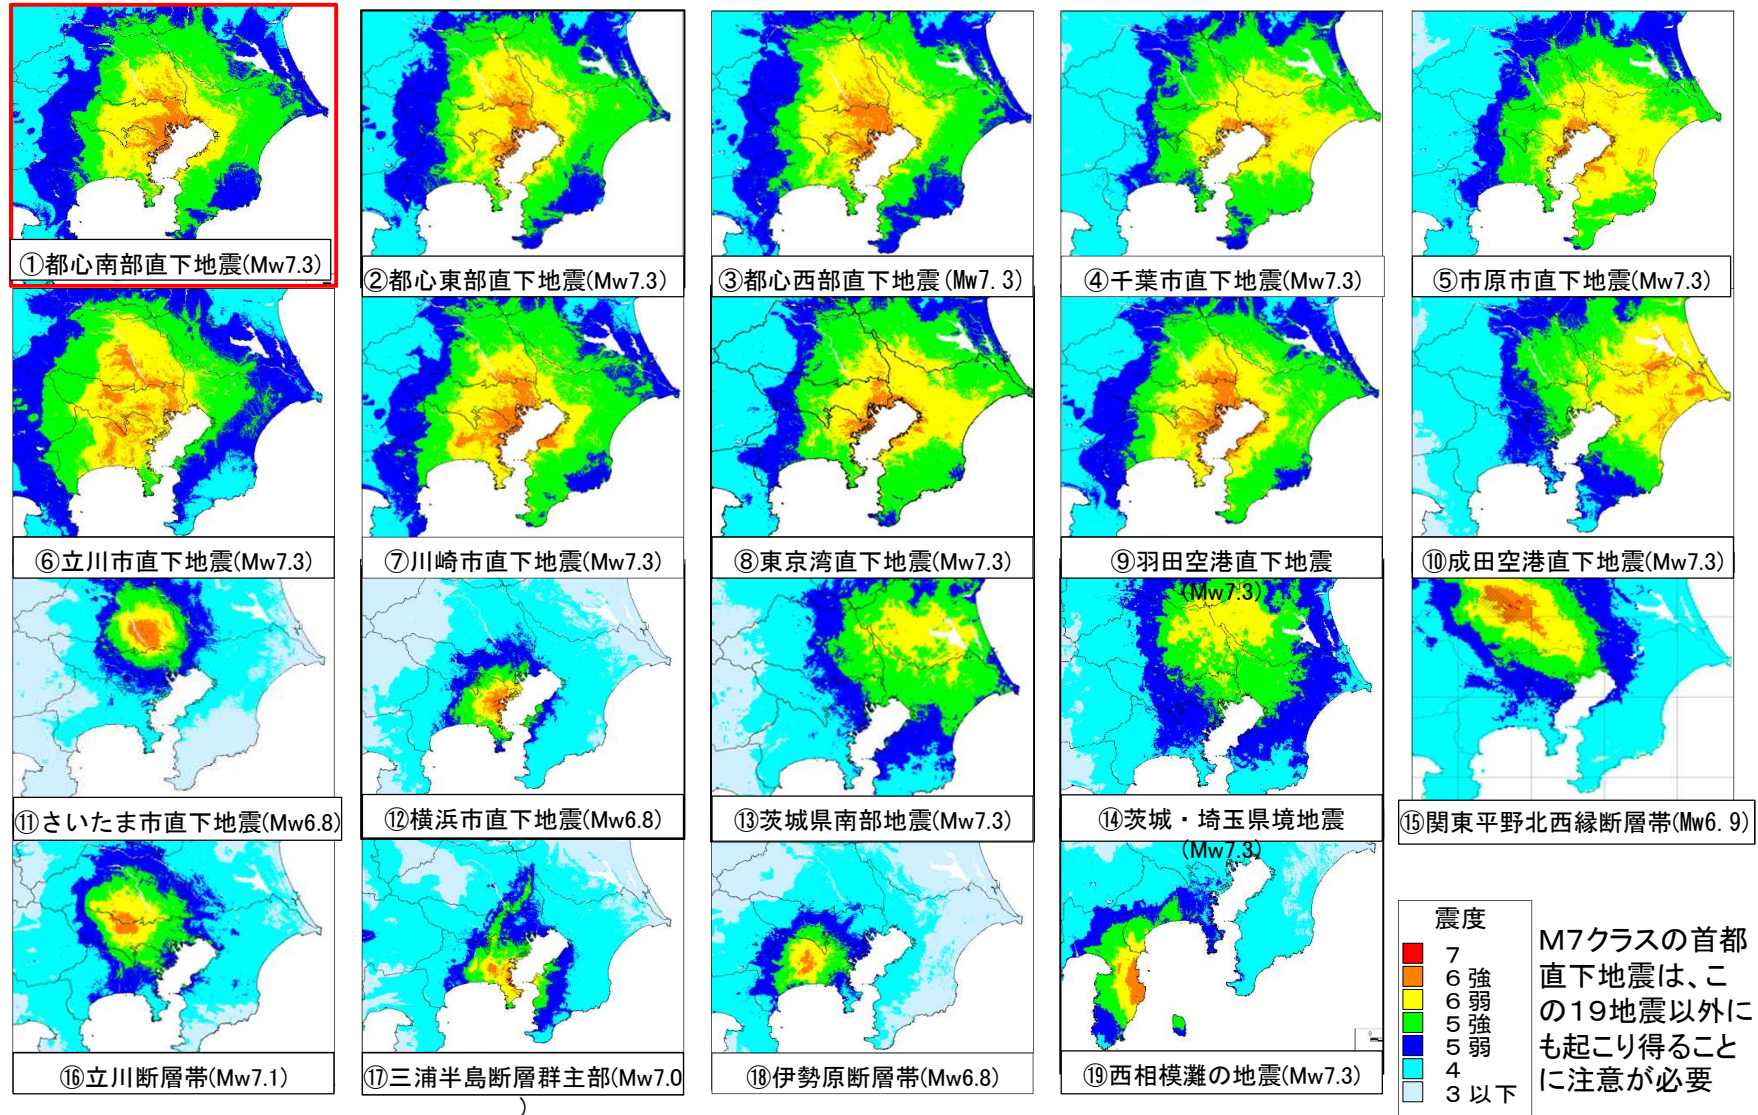 ①都心南部直下地震(Mw7.3)
②都心東部直下地震(Mw7.3)
③都心西部直下地震(Mw7.3)
④千葉市直下地震(Mw7.3)
⑤市原市直下地震(Mw7.3)
⑥立川市直下地震(Mw7.3)
⑦川崎市直下地震(Mw7.3)
⑧東京湾直下地震(Mw7.3)
⑨羽田空港直下地震
(Mw7.3)
⑩成田空港直下地震(Mw7.3)
⑪さいたま市直下地震(Mw6.8)
⑫横浜市直下地震(Mw6.8)
⑬茨城県南部地震(Mw7.3)
⑭茨城・埼玉県境地震
(Mw7.3)
⑮関東平野北西縁断層帯(Mw6.9)
⑯立川断層帯(Mw7.1)
⑰三浦半島断層群主部(Mw7.0
)
⑱伊勢原断層帯(Mw6.8)
⑲西相模灘の地震(Mw7.3)
震度
7
6強
6弱
5強
5弱
4
3以下
M7クラスの首都
直下地震は、こ
の19地震以外に
も起こり得ること
に注意が必要